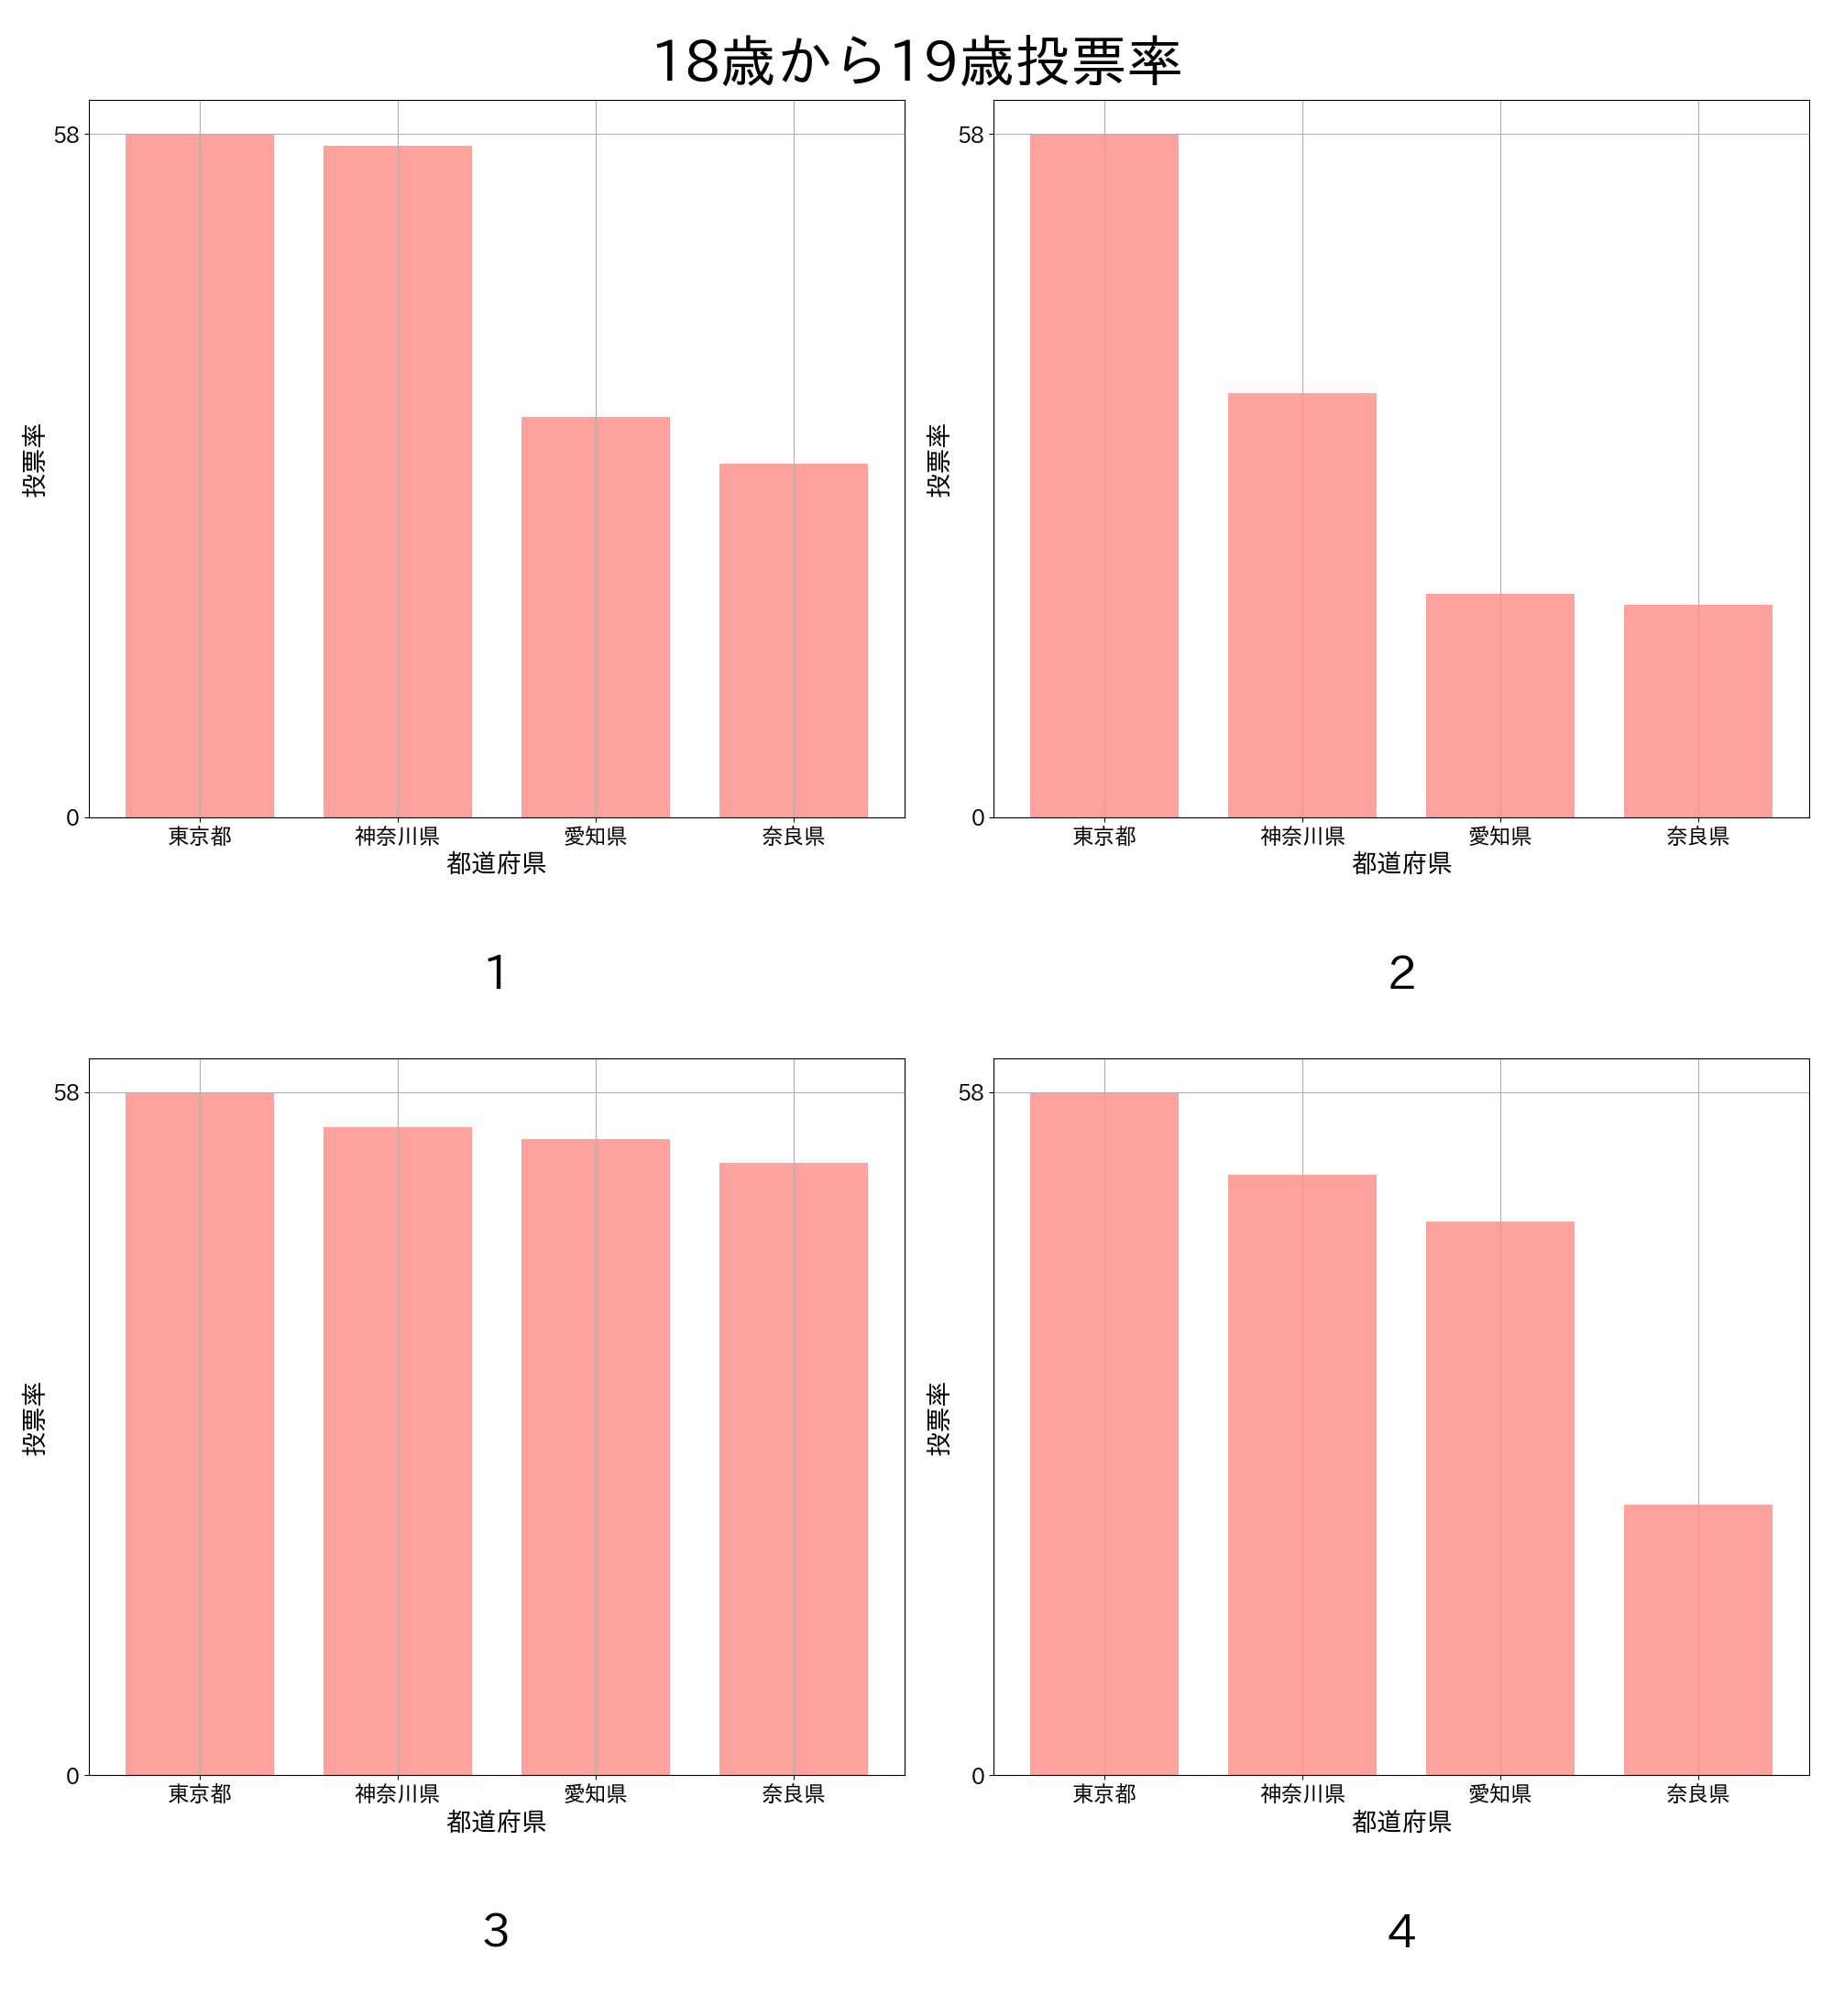 18歳から19歳投票率
58
0
投票率
東京都 神奈川県 愛知県 奈良県
都道府県
1
58
0
投票率
東京都 神奈川県 愛知県 奈良県
都道府県
2
58
0
投票率
東京都 神奈川県 愛知県 奈良県
都道府県
3
58
0
投票率
東京都 神奈川県 愛知県 奈良県
都道府県
4